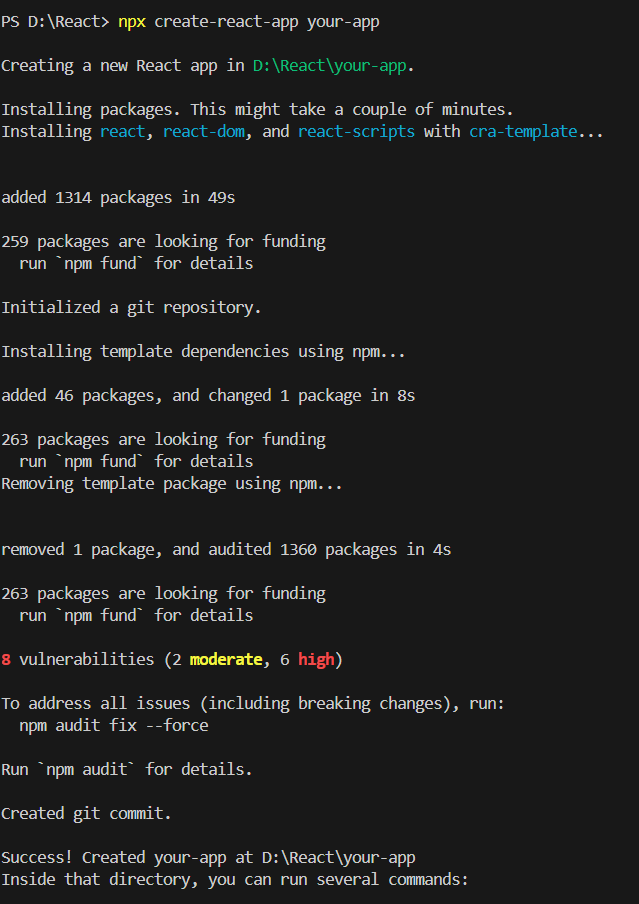 PS D:\React> npx create-react-app your-app
Creating a new React app in D:\React\your-app.
Installing packages. This might take a couple of minutes.
Installing react, react-dom, and react-scripts with cra-template...
added 1314 packages in 49s
259 packages are looking for funding
  run `npm fund` for details
Initialized a git repository.
Installing template dependencies using npm...
added 46 packages, and changed 1 package in 8s
263 packages are looking for funding
  run `npm fund` for details
Removing template package using npm...
removed 1 package, and audited 1360 packages in 4s
263 packages are looking for funding
  run `npm fund` for details
8 vulnerabilities (2 moderate, 6 high)
To address all issues (including breaking changes), run:
  npm audit fix --force
Run `npm audit` for details.
Created git commit.
Success! Created your-app at D:\React\your-app
Inside that directory, you can run several commands: